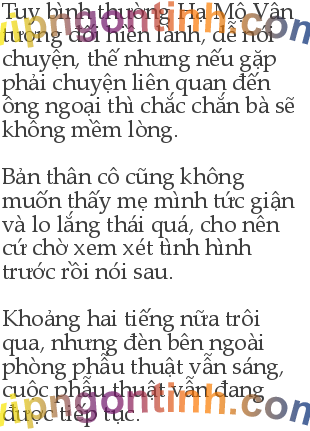 Tuy bình thường Hạ Mộ Vân
tương đối hiền lành, dễ nói
chuyện, thế nhưng nếu gặp
phải chuyện liên quan đến
ông ngoại thì chắc chắn bà sẽ
không mềm lòng.
Bản thân cô cũng không
muốn thấy mẹ mình tức giận
và lo lắng thái quá, cho nên
cứ chờ xem xét tình hình
trước rồi nói sau.
Khoảng hai tiếng nữa trôi
qua, nhưng đèn bên ngoài
phòng phẫu thuật vẫn sáng,
cuộc phẫu thuật vẫn đang
được tiếp tục.
vipngontinh.com
vipngontinh.com